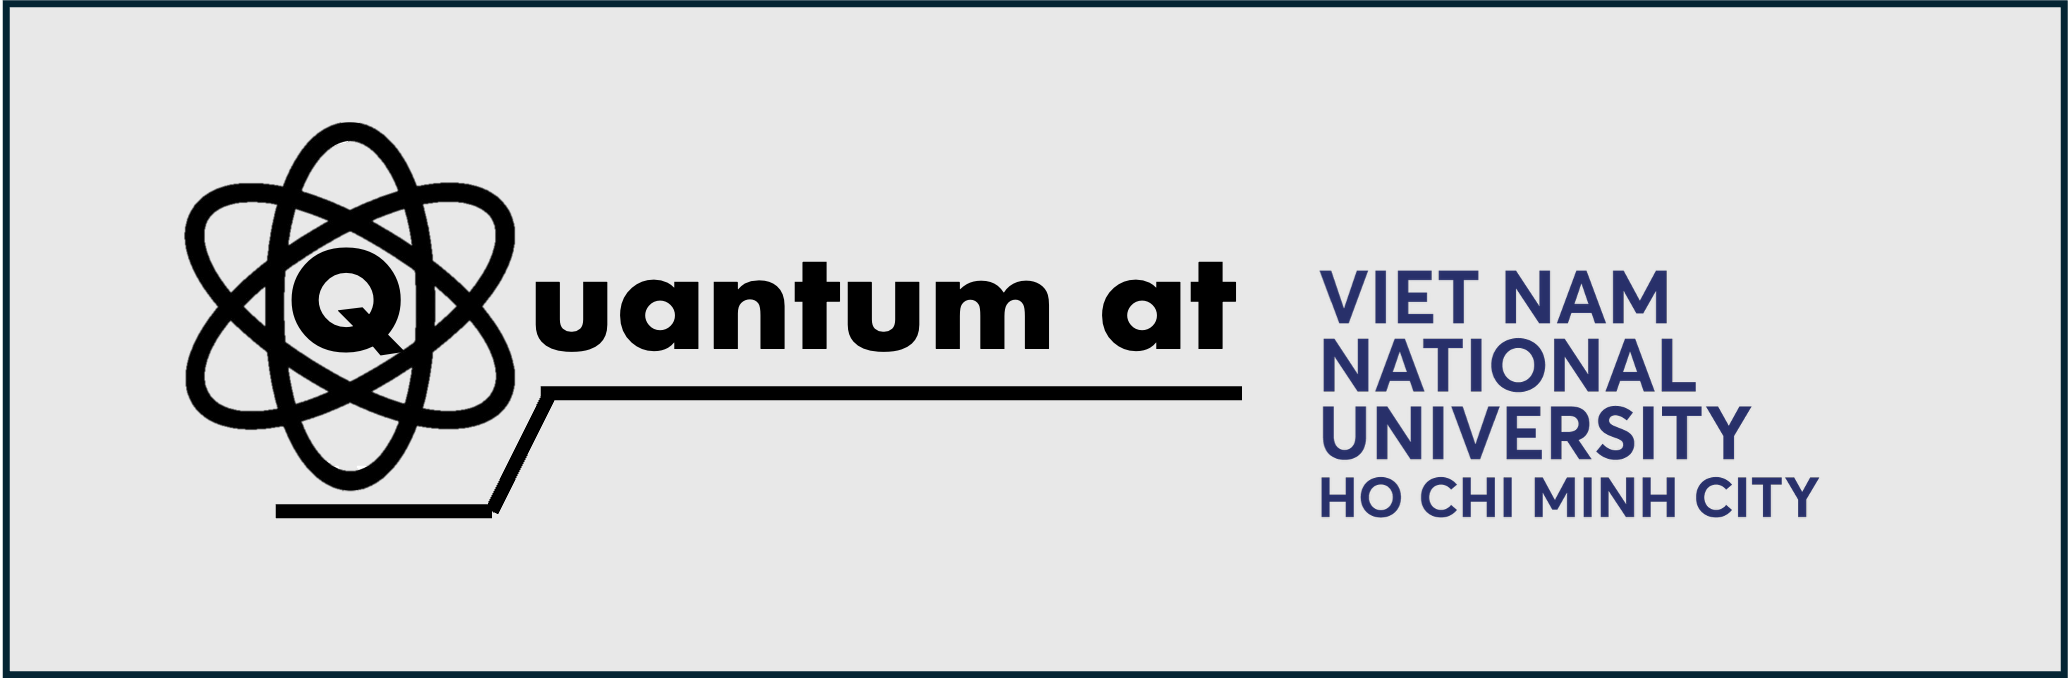 Quantum at
VIET NAM
NATIONAL
UNIVERSITY
HO CHI MINH CITY